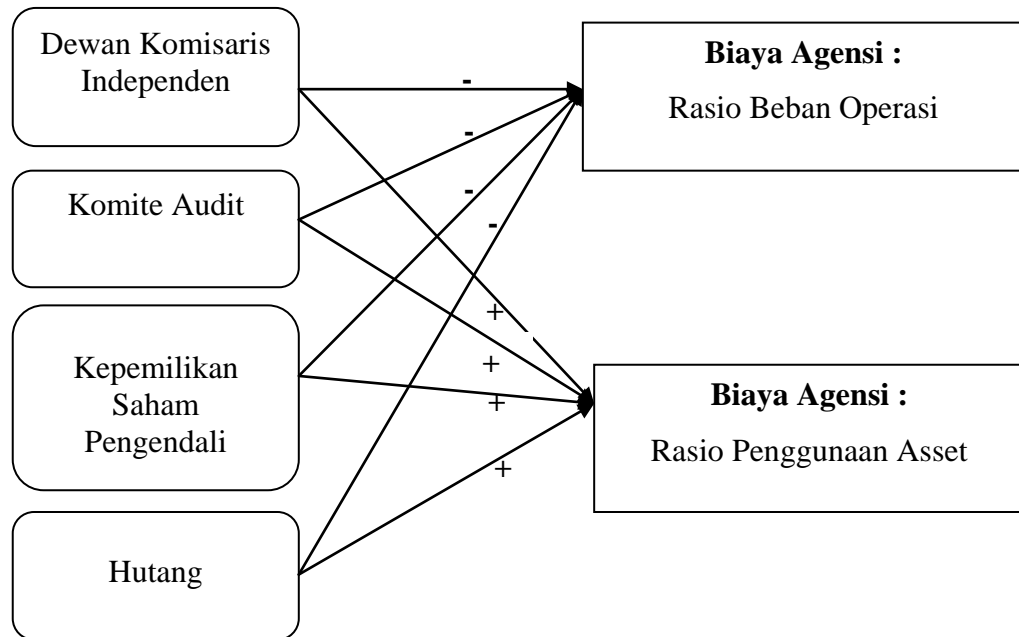 Dewan Komisaris
Independen
Komite Audit
Kepemilikan
Saham
Pengendali
Hutang
-
-
-
-
+
+
+
+
Biaya Agensi :
Rasio Beban Operasi
Biaya Agensi :
Rasio Penggunaan Asset